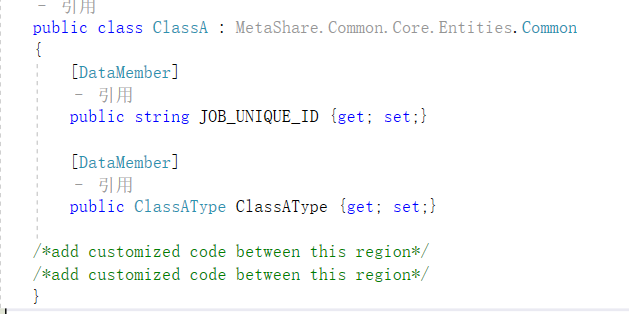 - 引用
public class ClassA : MetaShare.Common.Core.Entities.Common
{
[DataMember]
- 引用
public string JOB_UNIQUE_ID {get; set;}
[DataMember]
- 引用
public ClassAType ClassAType {get; set;}
/*add customized code between this region*/
/*add customized code between this region*/
}